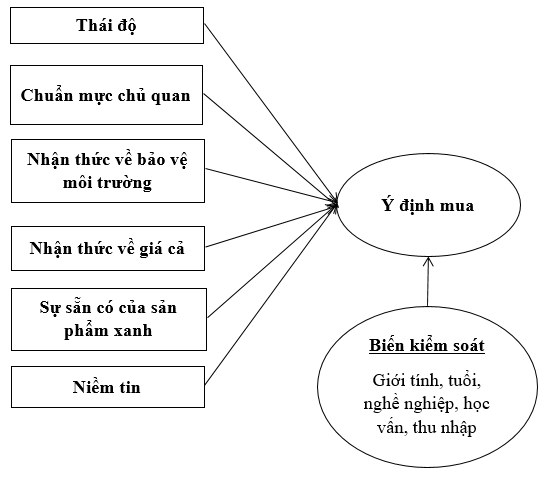 Thái độ
Chuẩn mực chủ quan
Nhận thức về bảo vệ
môi trường
Nhận thức về giá cả
Sự sẵn có của sản
phẩm xanh
Niềm tin
Ý định mua
Biến kiểm soát
Giới tính, tuổi,
nghề nghiệp, học
vấn, thu nhập